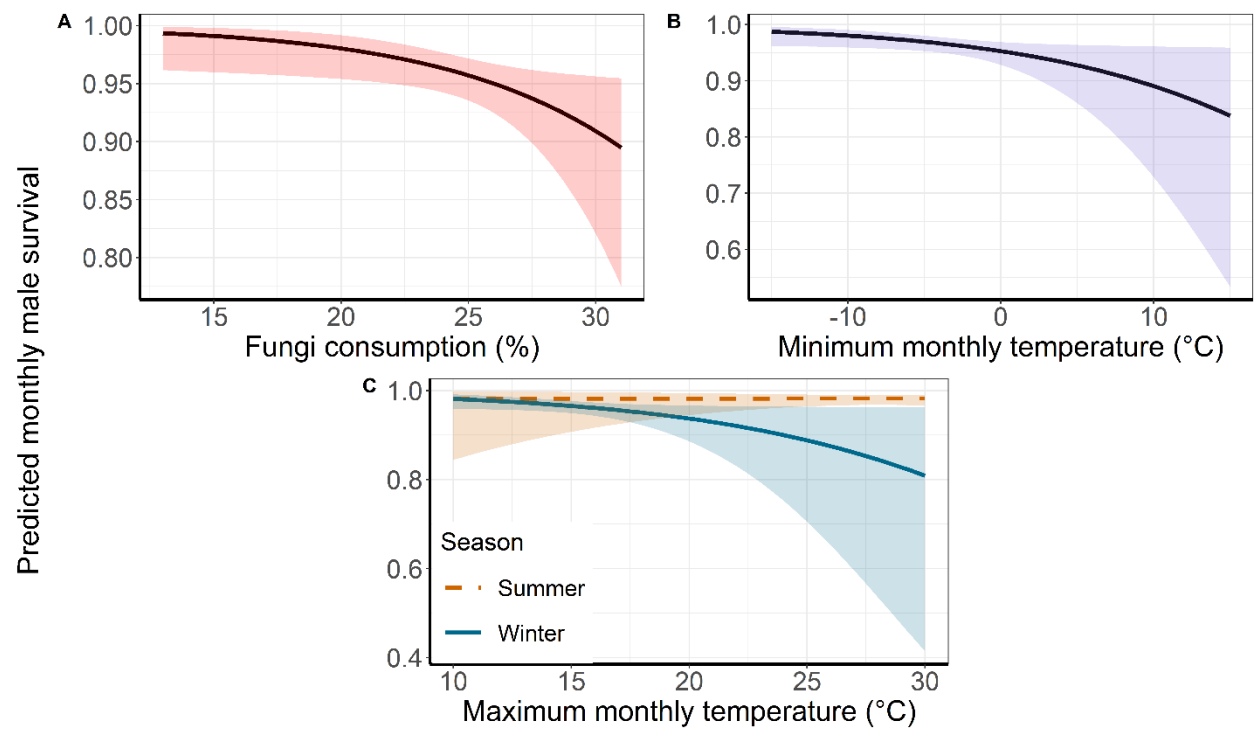 Predicted monthly male survival
A
1.00
0.95
0.90
0.85
0.80
15 20 25 30
Fungi consumption (%)
B
1.0
0.9
0.8
0.7
0.6
-10 0 10
Minimum monthly temperature (°C)
C
1.0
0.8
0.6
0.4
Season
Summer
Winter
10 15 20 25 30
Maximum monthly temperature (°C)